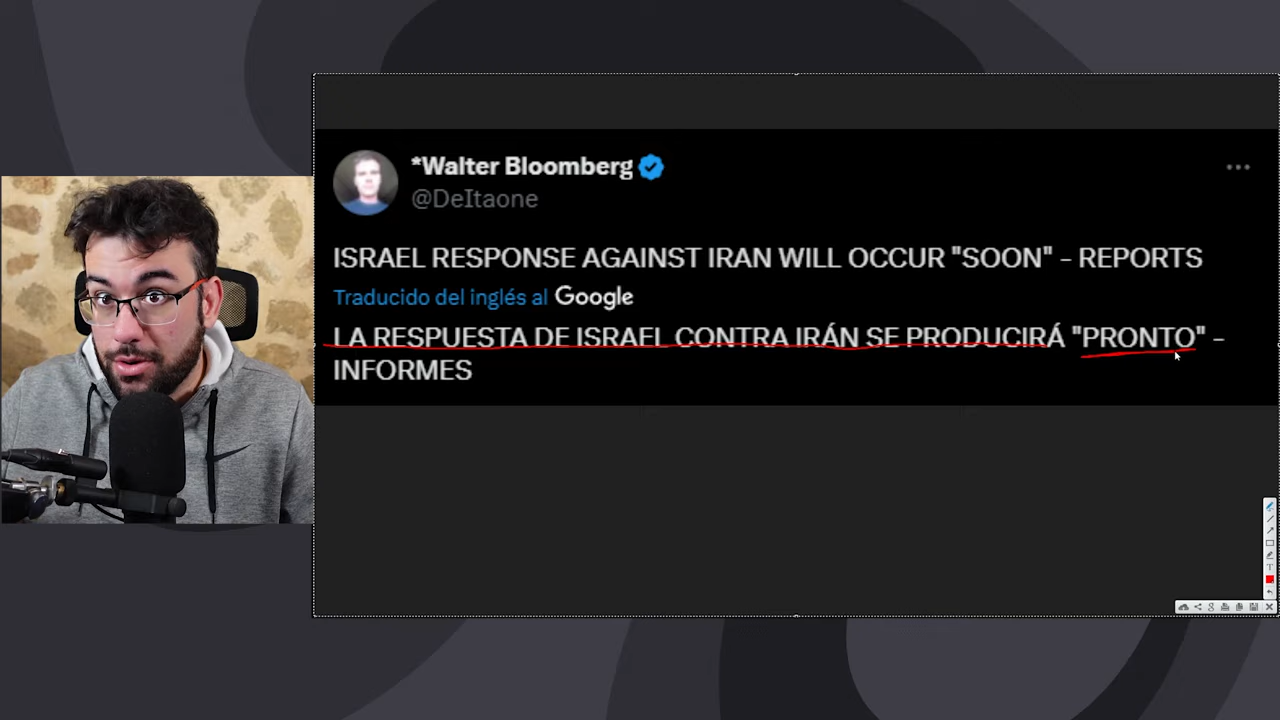 *Walter Bloomberg
@DeItaone
ISRAEL RESPONSE AGAINST IRAN WILL OCCUR "SOON" - REPORTS
Traducido del inglés al Google
LA RESPUESTA DE ISRAEL CONTRA IRÁN SE PRODUCIRÁ "PRONTO" -
INFORMES